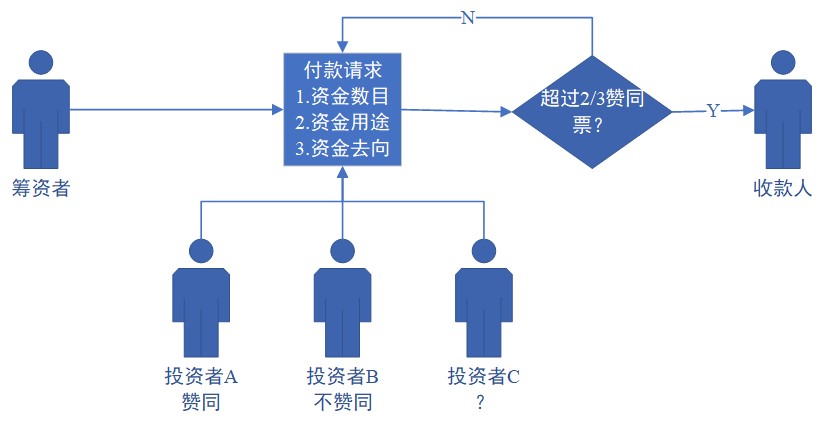 N
付款请求
1.资金数目
2.资金用途
3.资金去向
超过2/3赞同
票？
Y
筹资者
收款人
投资者A
赞同
投资者B
不赞同
投资者C
？